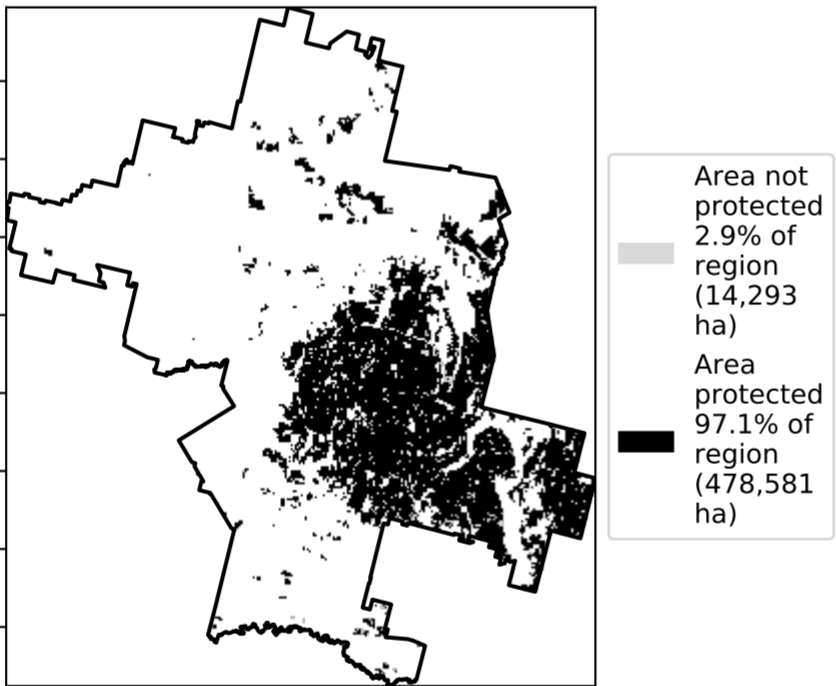 Area not
protected
2.9% of
region
(14,293
ha)
Area
protected
97.1% of
region
(478,581
ha)